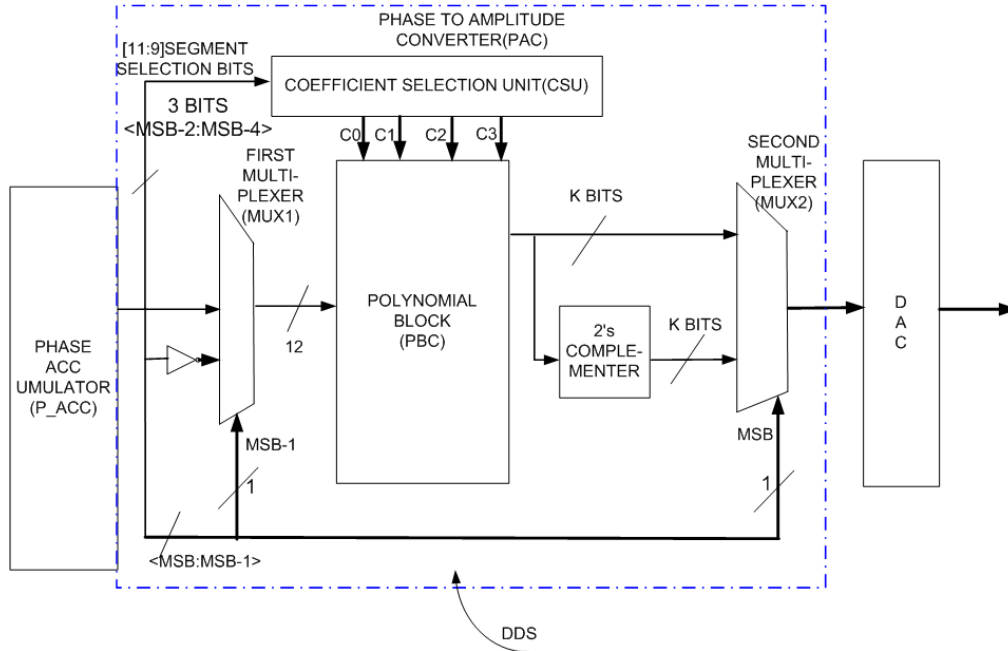 PHASE TO AMPLITUDE
CONVERTER(PAC)
[11:9]SEGMENT
SELECTION BITS
COEFFICIENT SELECTION UNIT(CSU)
3 BITS
<MSB-2:MSB-4>
C0
C1
C2
C3
FIRST
MULTI-
PLEXER
(MUX1)
SECOND
MULTI-
PLEXER
(MUX2)
K BITS
PHASE
ACC
UMULATOR
(P_ACC)
12
POLYNOMIAL
BLOCK
(PBC)
2's
COMPLE-
MENTER
K BITS
D
A
C
MSB-1
1
MSB
1
<MSB:MSB-1>
DDS